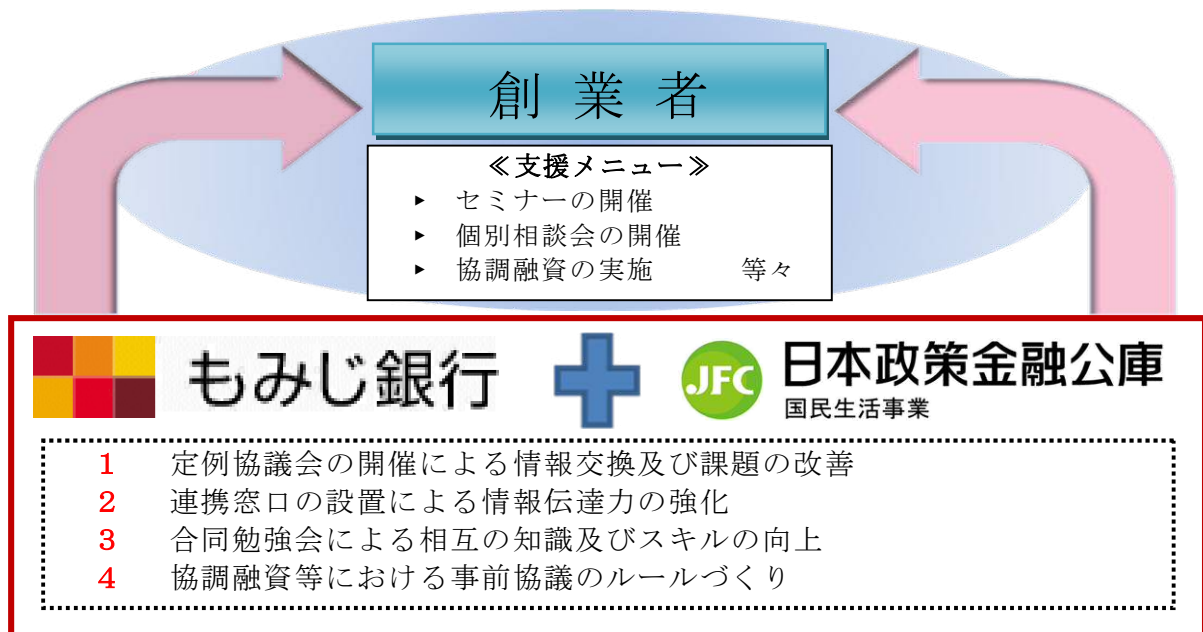 創業者
≪支援メニュー≫
▸ セミナーの開催
▸ 個別相談会の開催
▸ 協調融資の実施 等々
もみじ銀行
JFC 日本政策金融公庫
国民生活事業
1 定例協議会の開催による情報交換及び課題の改善
2 連携窓口の設置による情報伝達力の強化
3 合同勉強会による相互の知識及びスキルの向上
4 協調融資等における事前協議のルールづくり